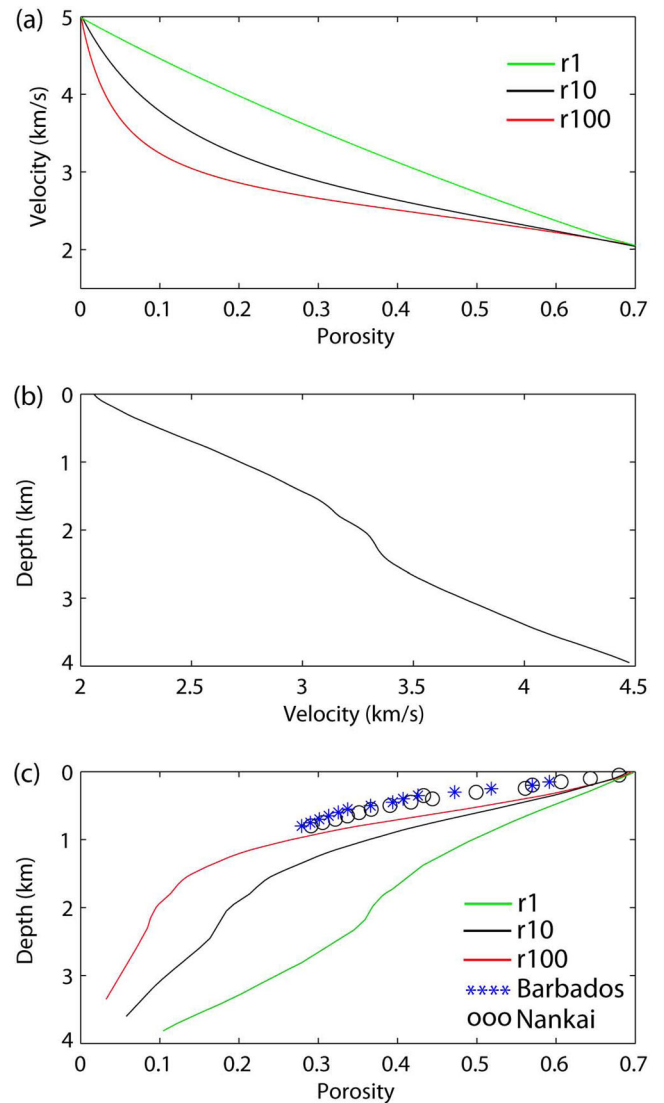 (a)
5
4
3
2
Velocity (km/s)
r1
r10
r100
0 0.1 0.2 0.3 0.4 0.5 0.6 0.7
Porosity
(b)
0
1
2
3
4
Depth (km)
2 2.5 3 3.5 4 4.5
Velocity (km/s)
(c)
0
1
2
3
4
Depth (km)
r1
r10
r100
**** Barbados
ooo Nankai
0 0.1 0.2 0.3 0.4 0.5 0.6 0.7
Porosity